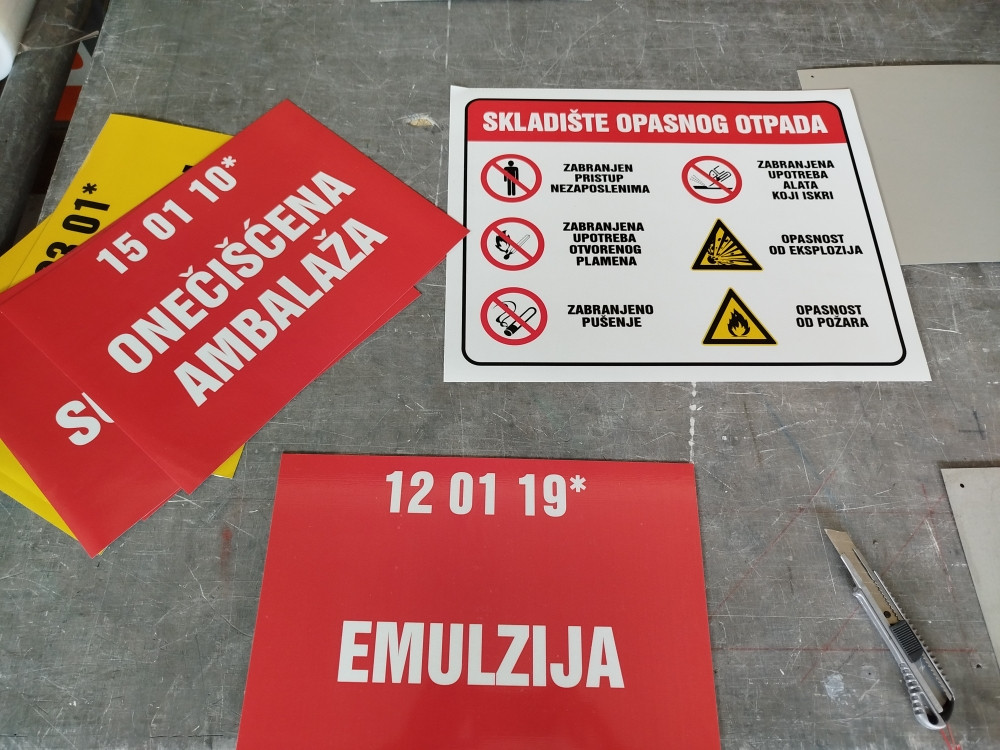 SKLADIŠTE OPASNOG OTPADA
ZABRANJEN
PRISTUP
NEZAPOSLENIMA
ZABRANJENA
UPOTREBA
ALATA
KOJI ISKRI
ZABRANJENA
UPOTREBA
OTVORENOG
PLAMENA
OPASNOST
OD EKSPLOZIJA
ZABRANJENO
PUŠENJE
OPASNOST
OD POŽARA
15 01 10*
ONEČIŠĆENA
AMBALAŽA
01*
12 01 19*
EMULZIJA